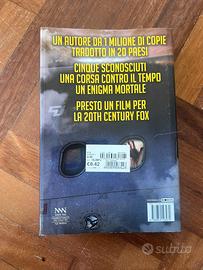 UN AUTORE DA 1 MILIONE DI COPIE
TRADOTTO IN 20 PAESI
CINQUE SCONOSCIUTI
UNA CORSA CONTRO IL TEMPO
UN ENIGMA MORTALE
PRESTO UN FILM PER
LA 20TH CENTURY FOX
€8.42
subito